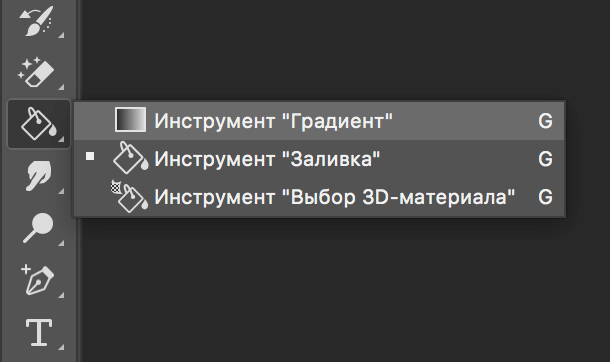 Инструмент "Градиент" G
Инструмент "Заливка" G
Инструмент "Выбор 3D-материала" G
T